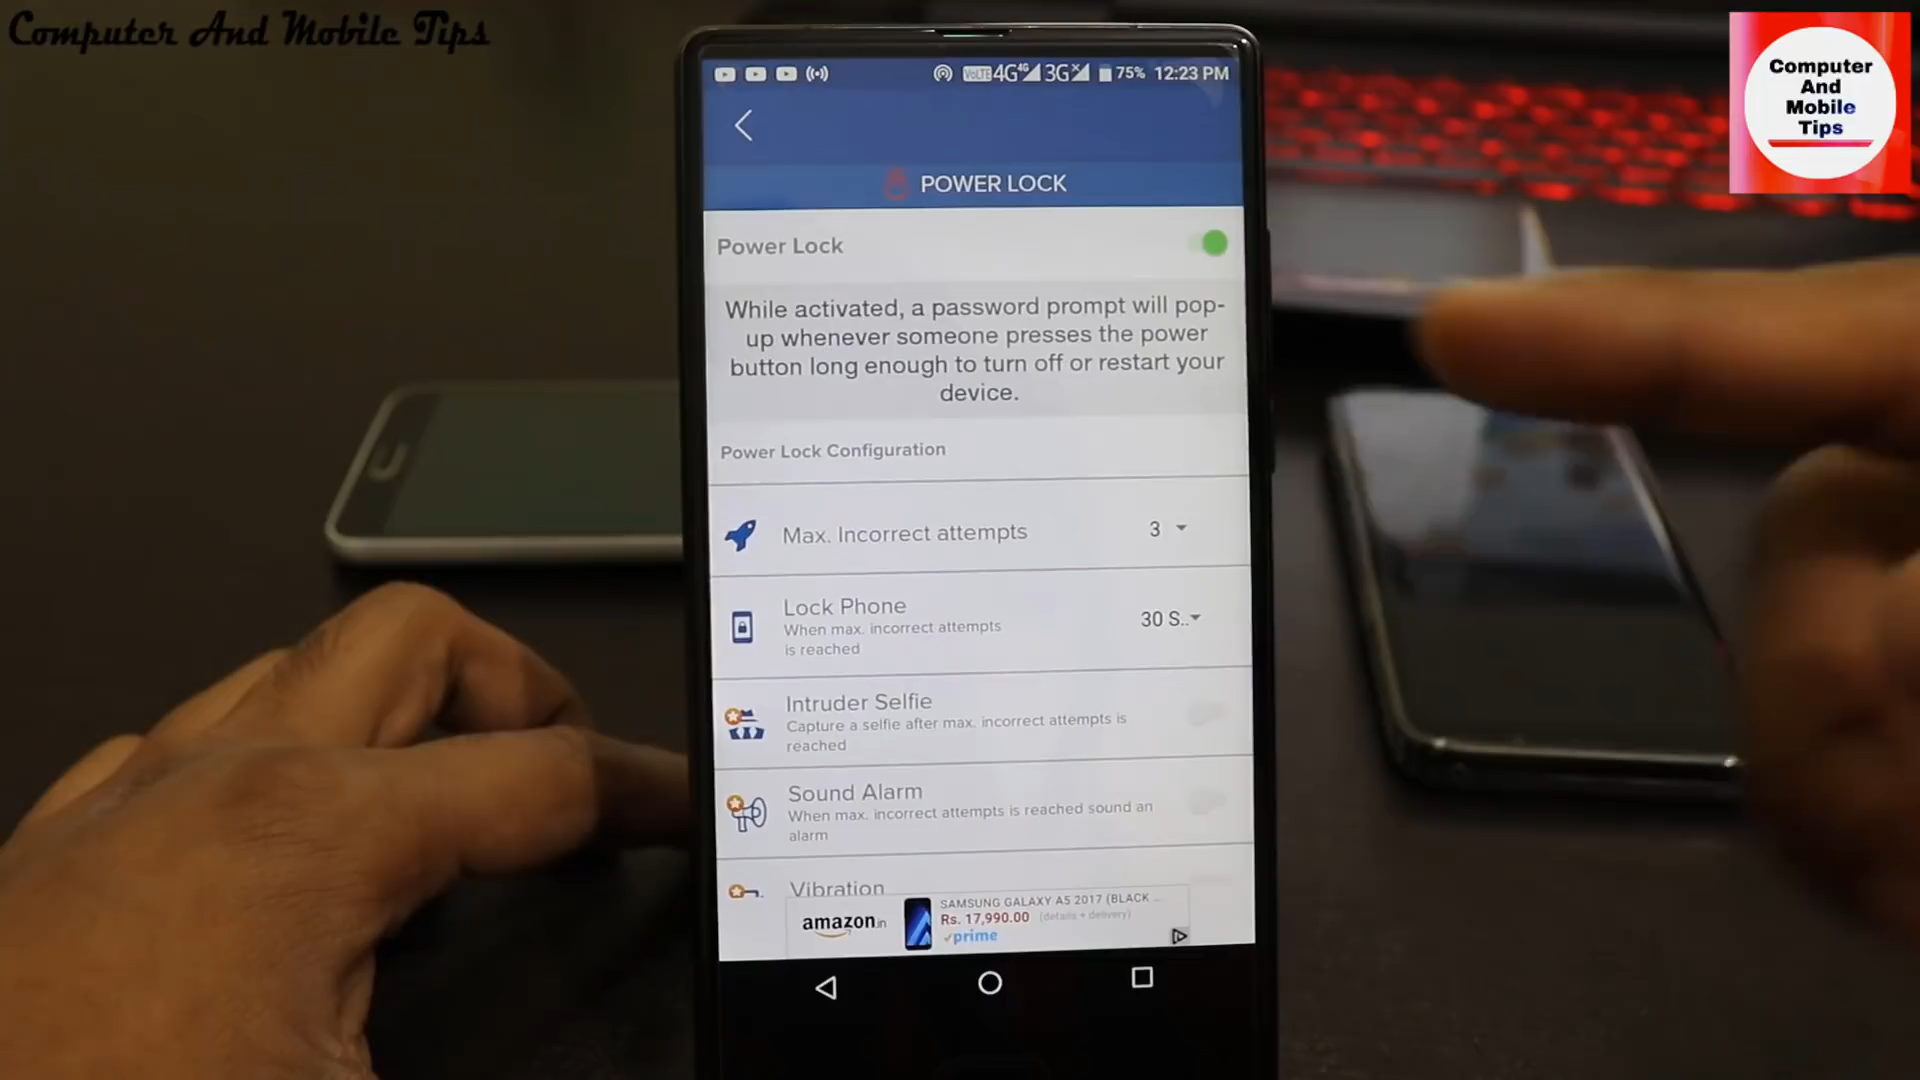 Computer And Mobile Tips
Computer
And
Mobile
Tips
VoLTE 4G 4G 3G X 75% 12:23 PM
POWER LOCK
Power Lock
While activated, a password prompt will pop-
up whenever someone presses the power
button long enough to turn off or restart your
device.
Power Lock Configuration
Max. Incorrect attempts 3
Lock Phone
When max. incorrect attempts
is reached
30 S..
Intruder Selfie
Capture a selfie after max. incorrect attempts is
reached
Sound Alarm
When max. incorrect attempts is reached sound an
alarm
Vibration
amazon.in
SAMSUNG GALAXY A5 2017 (BLACK ...
Rs. 17,990.00 (details + delivery)
prime